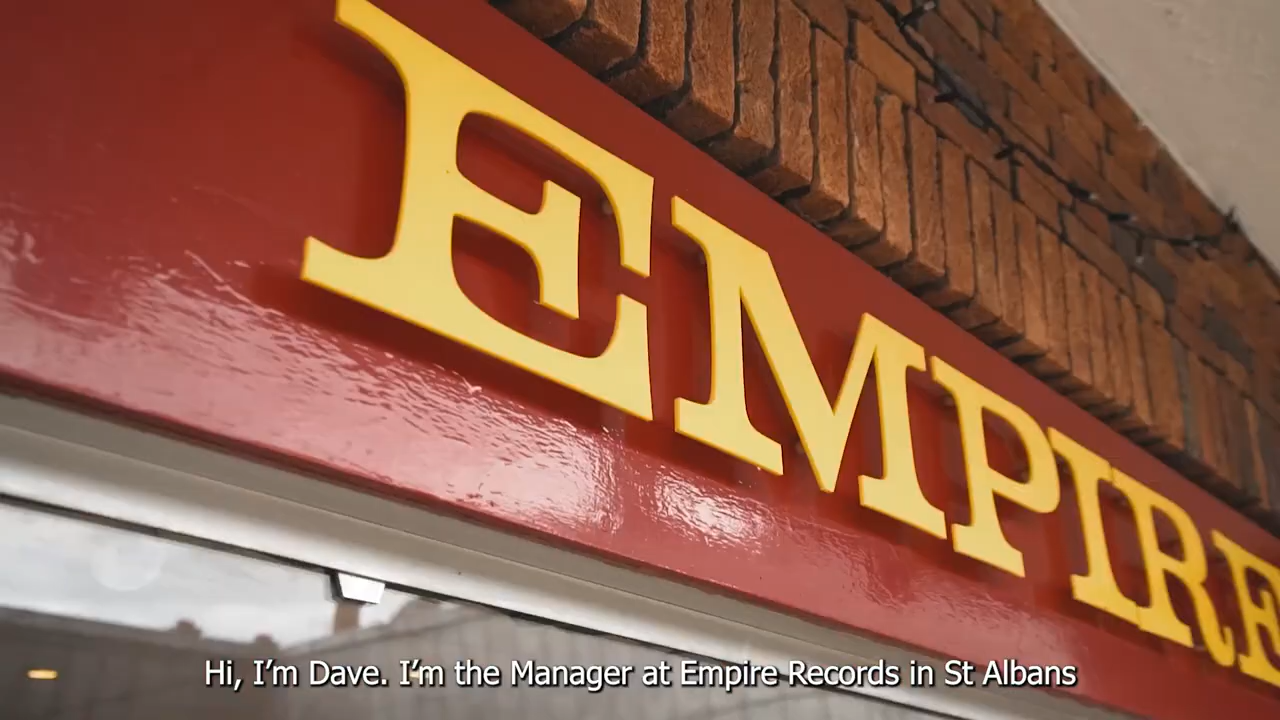 EMPIRE
Hi, I'm Dave. I'm the Manager at Empire Records in St Albans